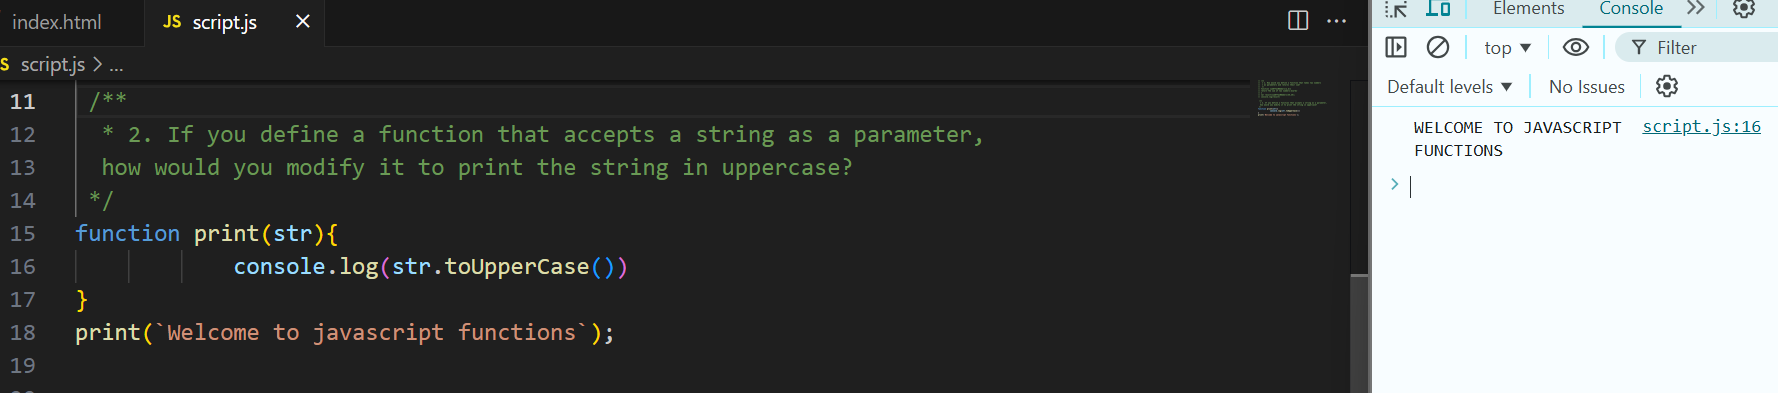 index.html
JS script.js
S script.js > ...
11 /**
12 * 2. If you define a function that accepts a string as a parameter,
13 how would you modify it to print the string in uppercase?
14 */
15 function print(str){
16 console.log(str.toUpperCase())
17 }
18 print(`Welcome to javascript functions`);
19
Elements Console
top Filter
Default levels No Issues
WELCOME TO JAVASCRIPT script.js:16
FUNCTIONS
>